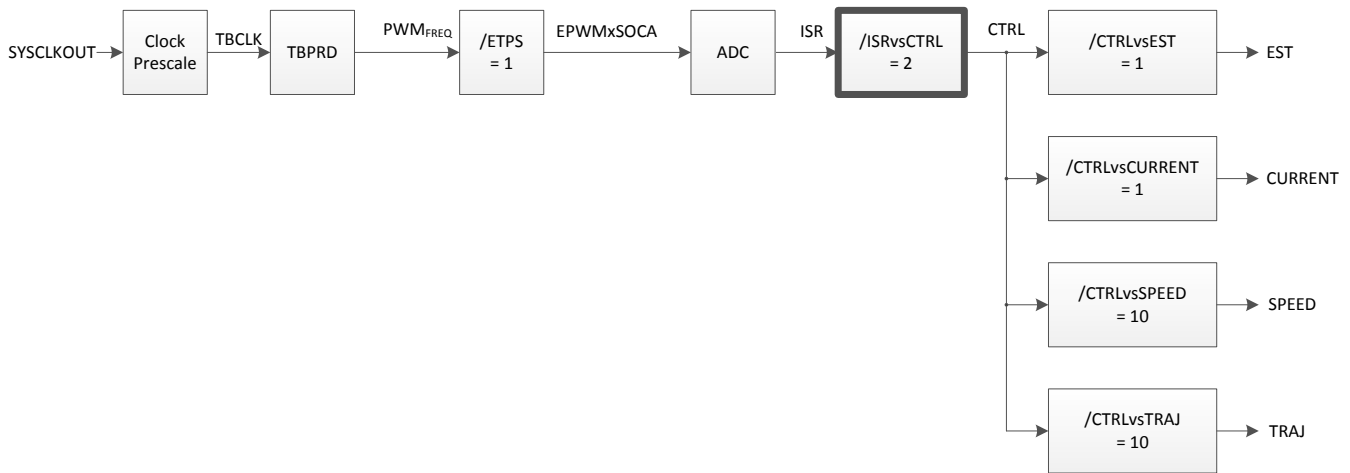 SYSCLKOUT
Clock
Prescale
TBCLK
TBPRD
PWMFREQ
/ETPS
= 1
EPWMxSOCA
ADC
ISR
/ISRvsCTRL
= 2
CTRL
/CTRLvsEST
= 1
EST
/CTRLvsCURRENT
= 1
CURRENT
/CTRLvsSPEED
= 10
SPEED
/CTRLvsTRAJ
= 10
TRAJ